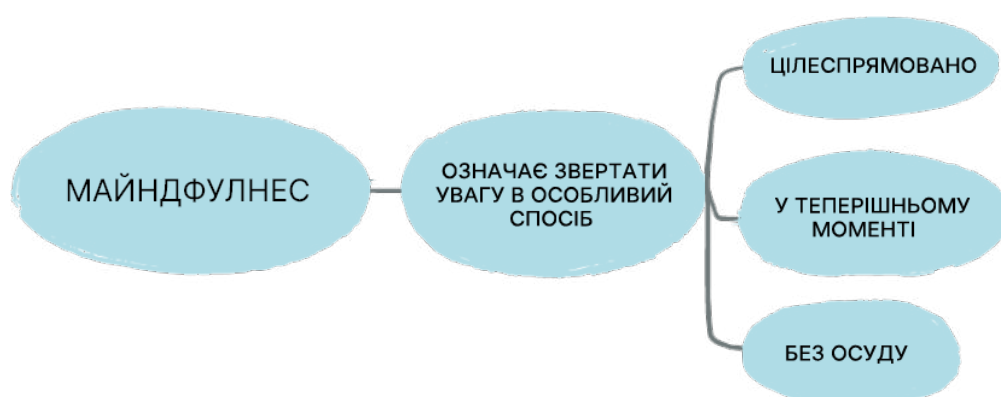 МАЙНДФУЛНЕС
ОЗНАЧАЄ ЗВЕРТАТИ
УВАГУ В ОСОБЛИВИЙ
СПОСІБ
ЦІЛЕСПРЯМОВАНО
У ТЕПЕРІШНЬОМУ
МОМЕНТІ
БЕЗ ОСУДУ